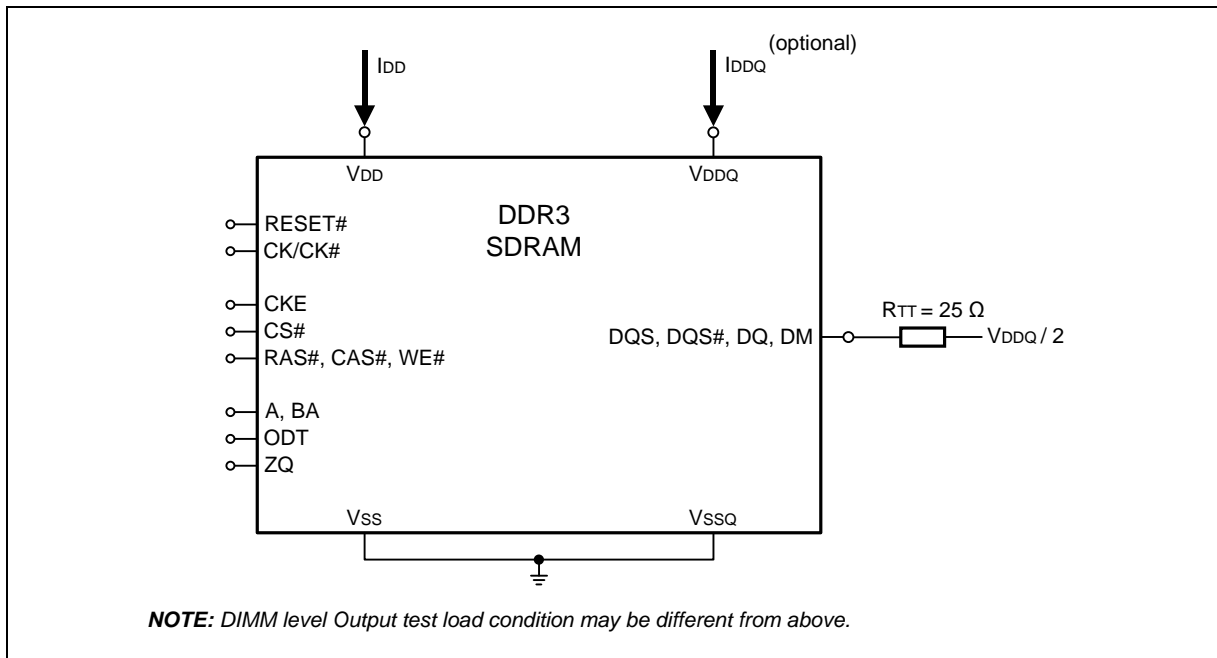 (optional)
IDD
IDDQ
VDD
VDDQ
DDR3
SDRAM
RESET#
CK/CK#
CKE
CS#
RAS#, CAS#, WE#
A, BA
ODT
ZQ
DQS, DQS#, DQ, DM
RTT = 25 Ω
VDDQ / 2
VSS
VSSQ
NOTE: DIMM level Output test load condition may be different from above.